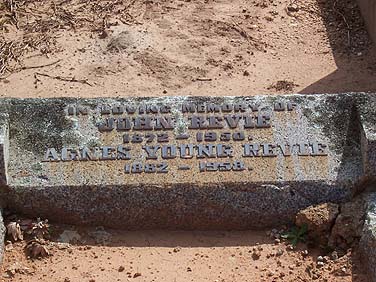 IN LOVING MEMORY OF
JOHN REVIE
1872 - 1950
AGNES YOUNG REVIE
1882 - 1958